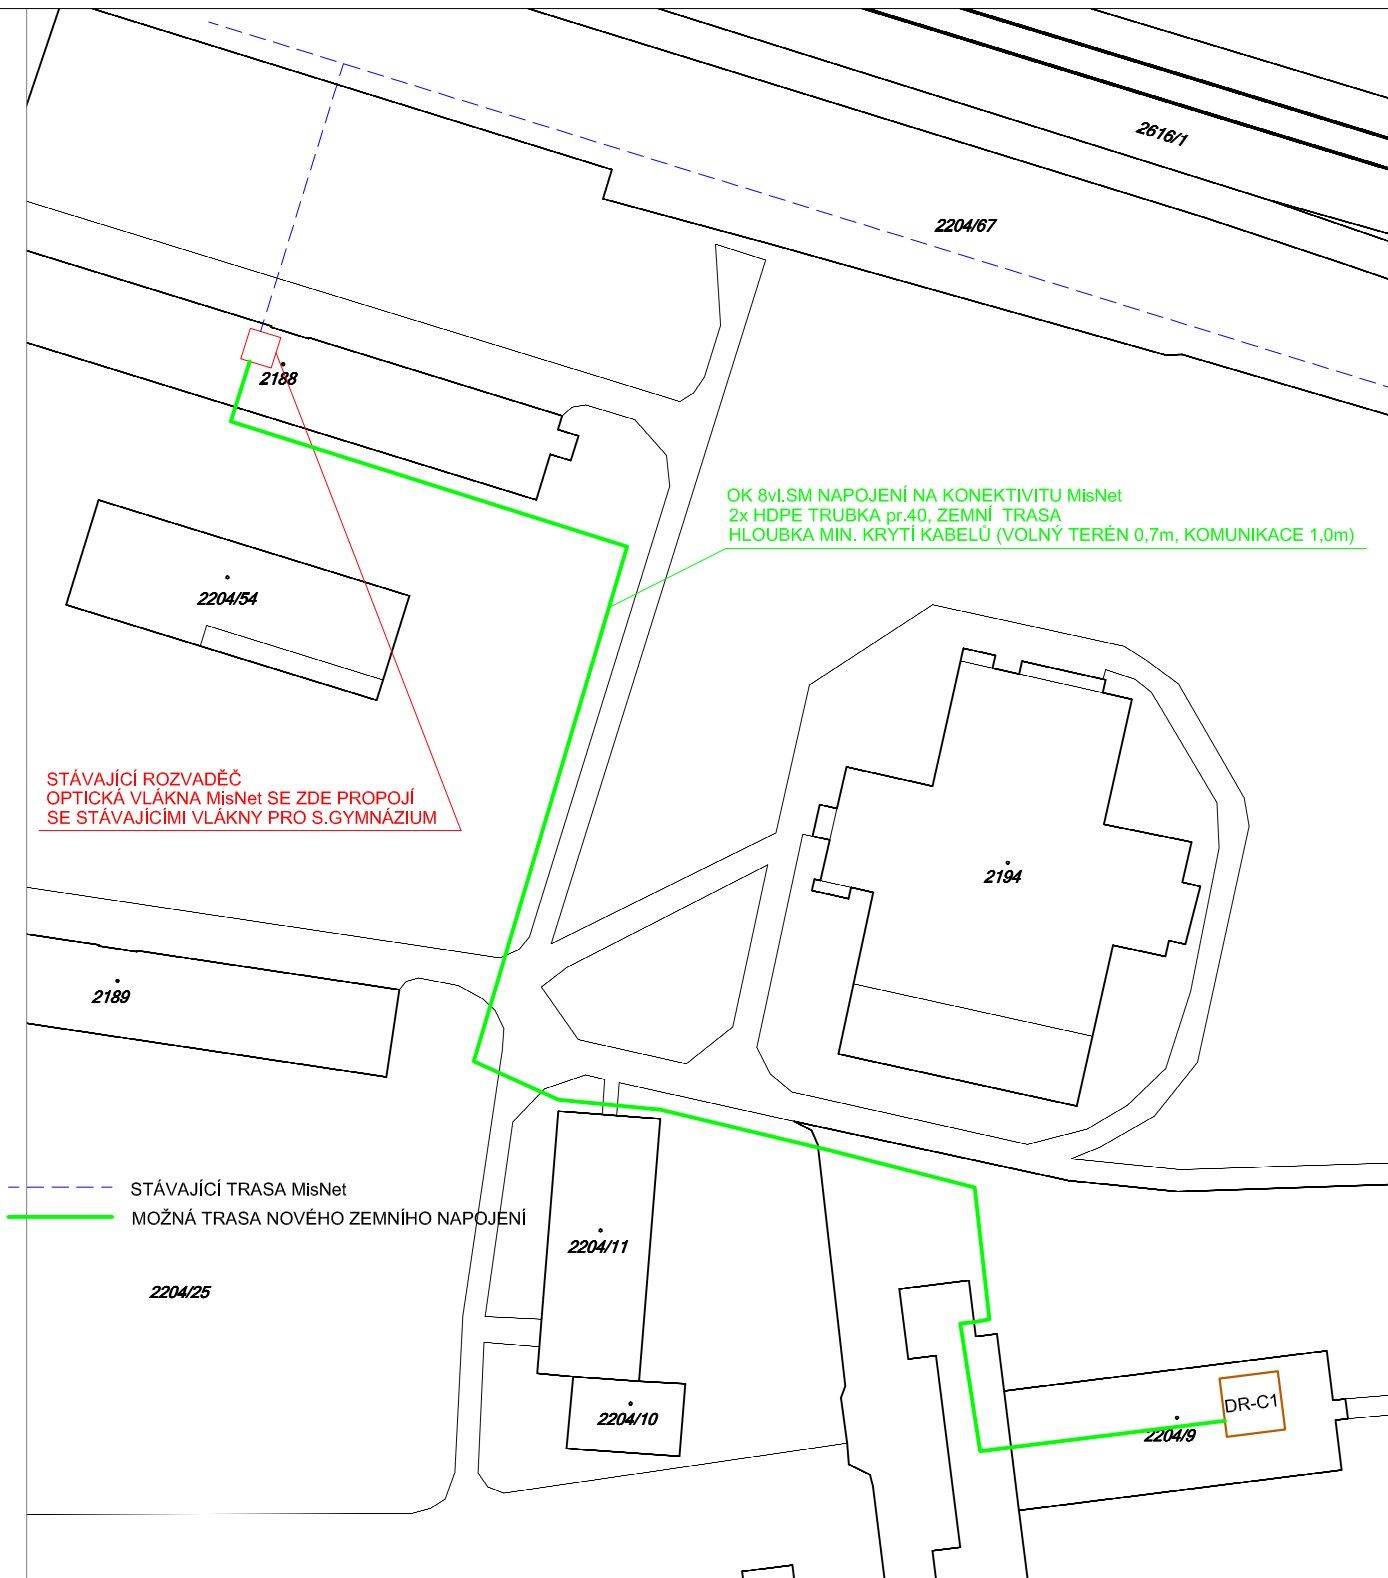 2616/1
2204/67
2188
OK 8vl.SM NAPOJENÍ NA KONEKTIVITU MisNet
2x HDPE TRUBKA pr.40, ZEMNÍ TRASA
HLOUBKA MIN. KRYTÍ KABELŮ (VOLNÝ TERÉN 0,7m, KOMUNIKACE 1,0m)
2204/54
STÁVAJÍCÍ ROZVADĚČ
OPTICKÁ VLÁKNA MisNet SE ZDE PROPOJÍ
SE STÁVAJÍCÍMI VLÁKNY PRO S.GYMNÁZIUM
2194
2189
STÁVAJÍCÍ TRASA MisNet
MOŽNÁ TRASA NOVÉHO ZEMNÍHO NAPOJENÍ
2204/11
2204/25
DR-C1
2204/10
2204/9